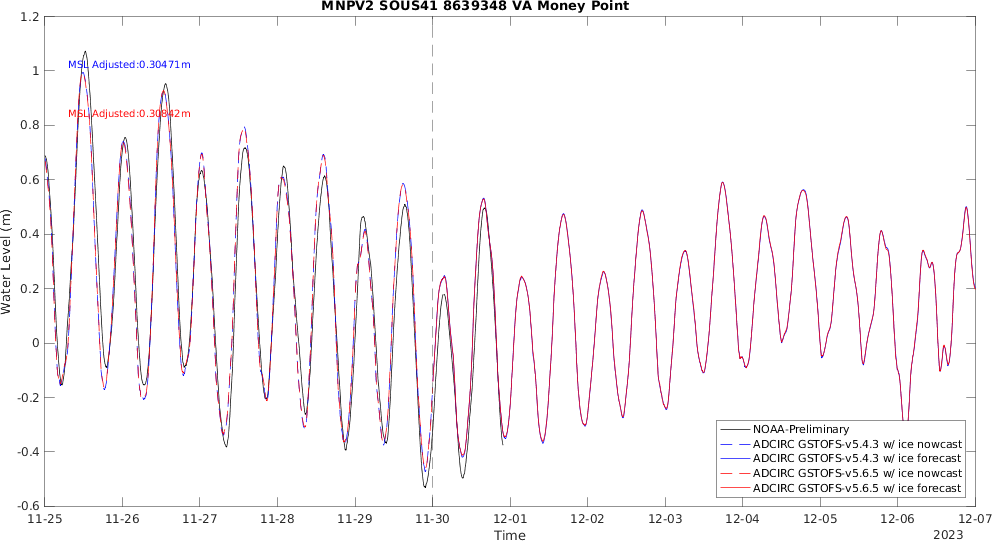 MNPV2 SOUS41 8639348 VA Money Point
1.2
1
0.8
0.6
0.4
0.2
0
-0.2
-0.4
-0.6
Water Level (m)
MSL Adjusted:0.30471m
MSL Adjusted:0.30842m
NOAA-Preliminary
ADCIRC GSTOFS-v5.4.3 w/ ice nowcast
ADCIRC GSTOFS-v5.4.3 w/ ice forecast
ADCIRC GSTOFS-v5.6.5 w/ ice nowcast
ADCIRC GSTOFS-v5.6.5 w/ ice forecast
11-25 11-26 11-27 11-28 11-29 11-30 12-01 12-02 12-03 12-04 12-05 12-06 12-07
Time
2023